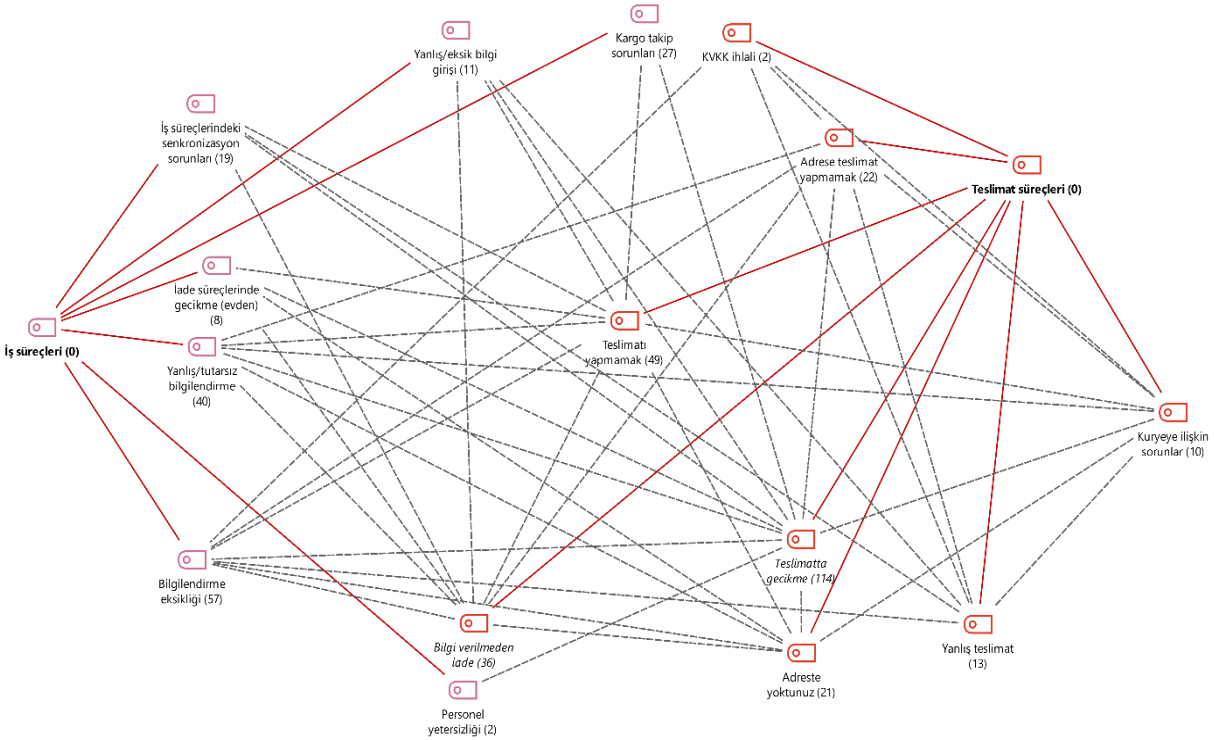 Kargo takip
sorunları (27)
Yanlış/eksik bilgi
girişi (11)
KVKK ihlali (2)
İş süreçlerindeki
senkronizasyon
sorunları (19)
Adrese teslimat
yapmamak (22)
Teslimat süreçleri (0)
İade süreçlerinde
gecikme (evden)
(8)
İş süreçleri (0)
Teslimatı
yapmamak (49)
Yanlış/tutarsız
bilgilendirme
(40)
Kuryeye ilişkin
sorunlar (10)
Teslimatta
gecikme (114)
Bilgilendirme
eksikliği (57)
Bilgi verilmeden
iade (36)
Yanlış teslimat
(13)
Adreste
yoktunuz (21)
Personel
yetersizliği (2)